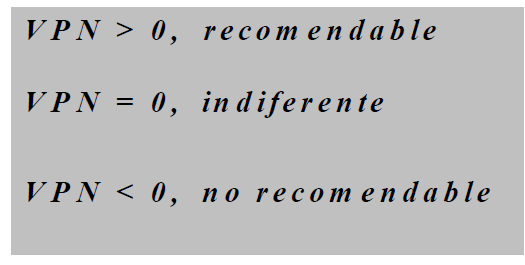 VPN > 0, recomendable
VPN = 0, indiferente
VPN < 0, no recomendable